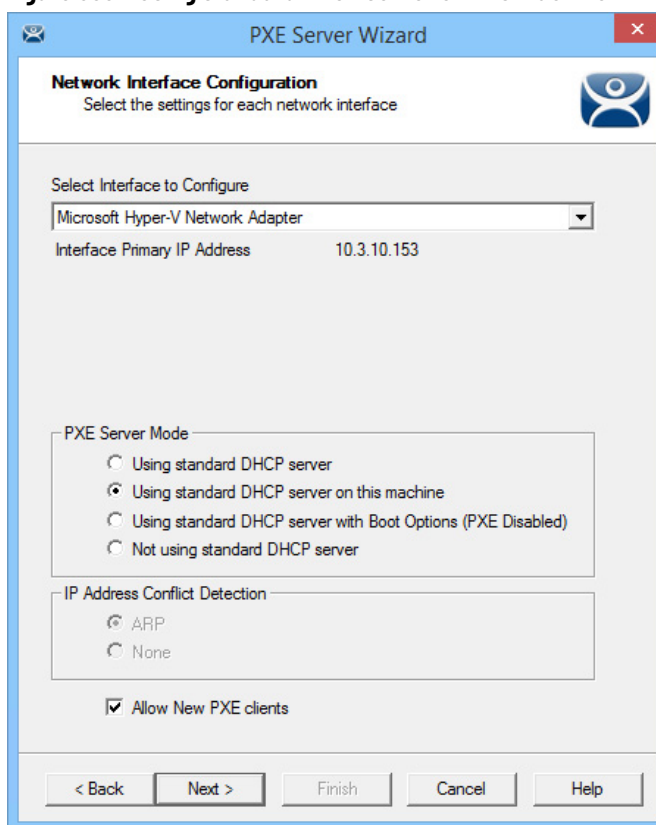 PXE Server Wizard
Network Interface Configuration
Select the settings for each network interface
Select Interface to Configure
Microsoft Hyper-V Network Adapter
Interface Primary IP Address 10.3.10.153
PXE Server Mode
Using standard DHCP server
Using standard DHCP server on this machine
Using standard DHCP server with Boot Options (PXE Disabled)
Not using standard DHCP server
IP Address Conflict Detection
ARP
None
Allow New PXE clients
< Back Next > Finish Cancel Help